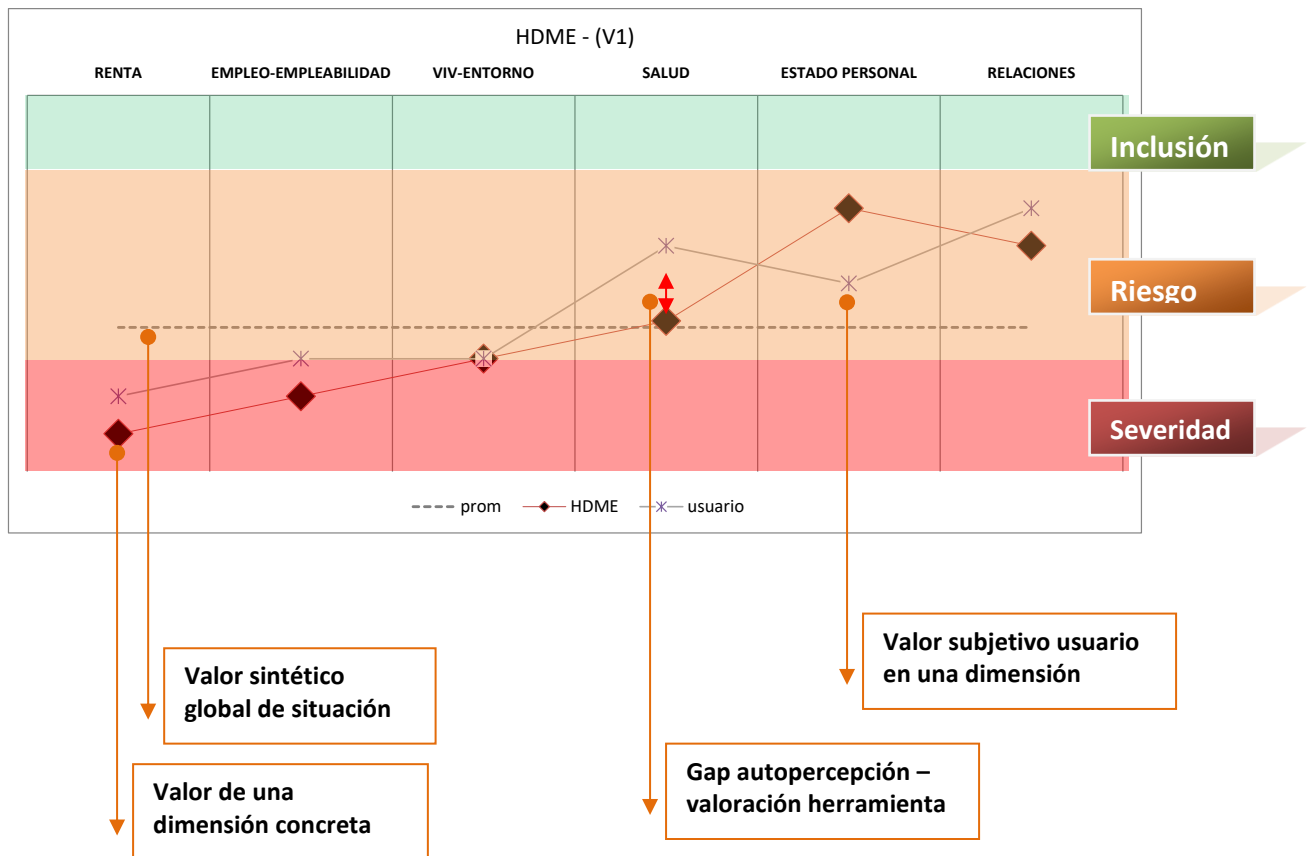 HDME - (V1)
RENTA EMPLEO-EMPLEABILIDAD VIV-ENTORNO SALUD ESTADO PERSONAL RELACIONES
Inclusión
Riesgo
Severidad
prom HDME usuario
Valor subjetivo usuario
en una dimensión
Valor sintético
global de situación
Gap autopercepción –
valoración herramienta
Valor de una
dimensión concreta